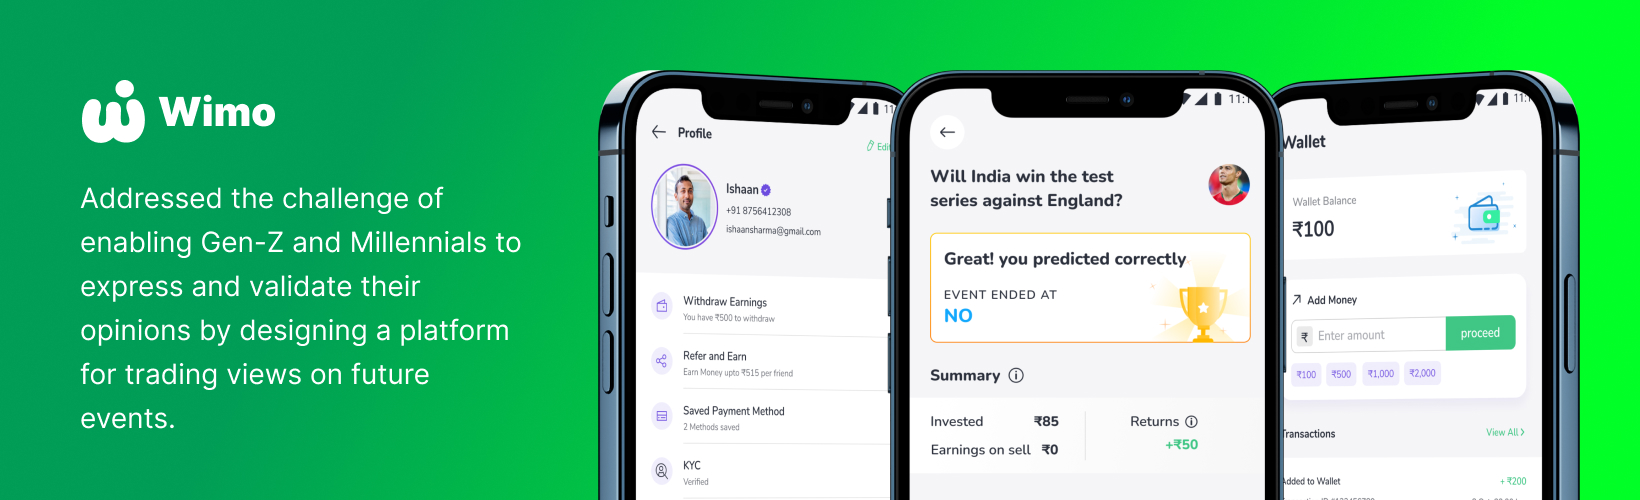 Wimo
Addressed the challenge of
enabling Gen-Z and Millennials to
express and validate their
opinions by designing a platform
for trading views on future
events.
Profile
Edit
Ishaan
+91 8756412308
ishaansharma@gmail.com
Withdraw Earnings
You have ₹500 to withdraw
Refer and Earn
Earn Money upto ₹515 per friend
Saved Payment Method
2 Methods saved
KYC
Verified
Will India win the test
series against England?
Great! you predicted correctly
EVENT ENDED AT
NO
Summary
Invested ₹85
Earnings on sell ₹0
Returns
+₹50
Wallet
Wallet Balance
₹100
Add Money
₹ Enter amount proceed
₹100 ₹500 ₹1,000 ₹2,000
Transactions View All >
Added to Wallet + ₹200